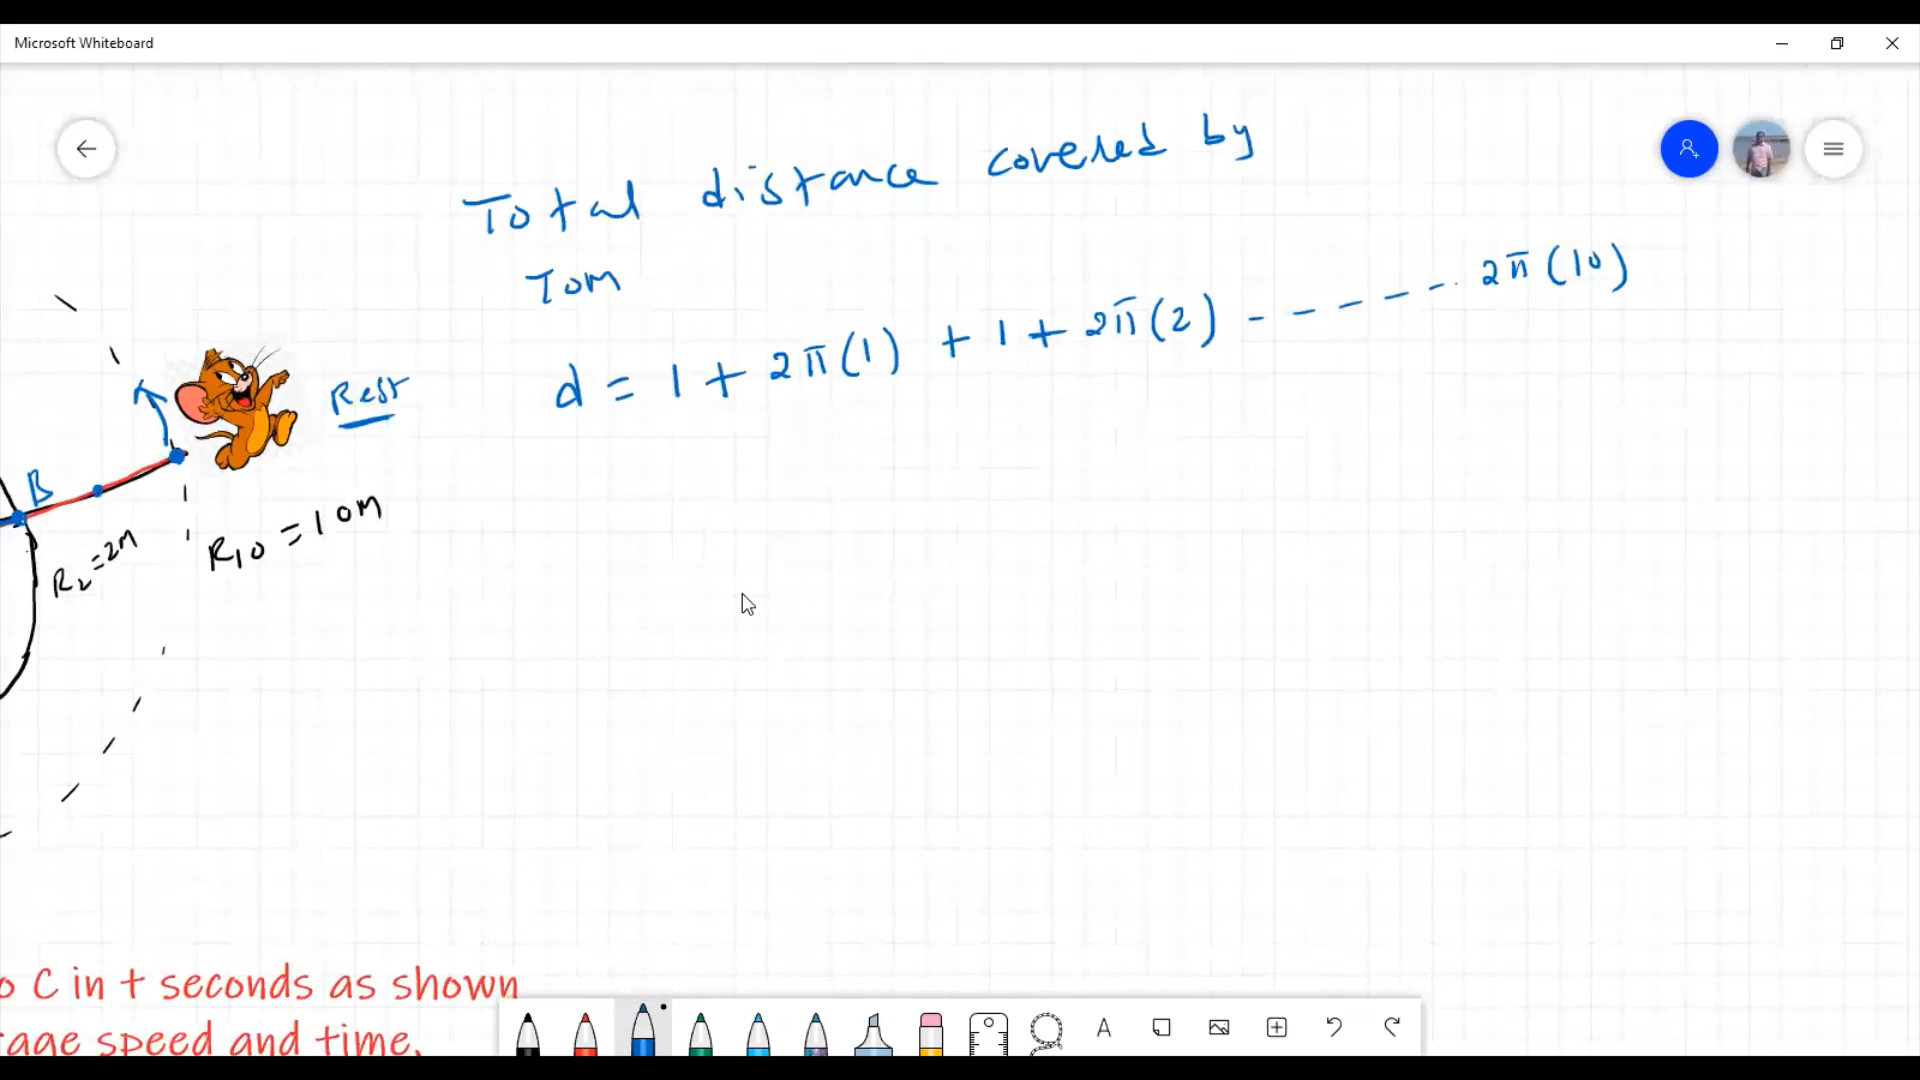 Microsoft Whiteboard
Total distance covered by
Tom
d = 1 + 2π(1) + 1 + 2π(2) - - - - - - 2π(10)
Rest
B
R2=2M
R10=10M
o C in t seconds as shown
rage speed and time.
A